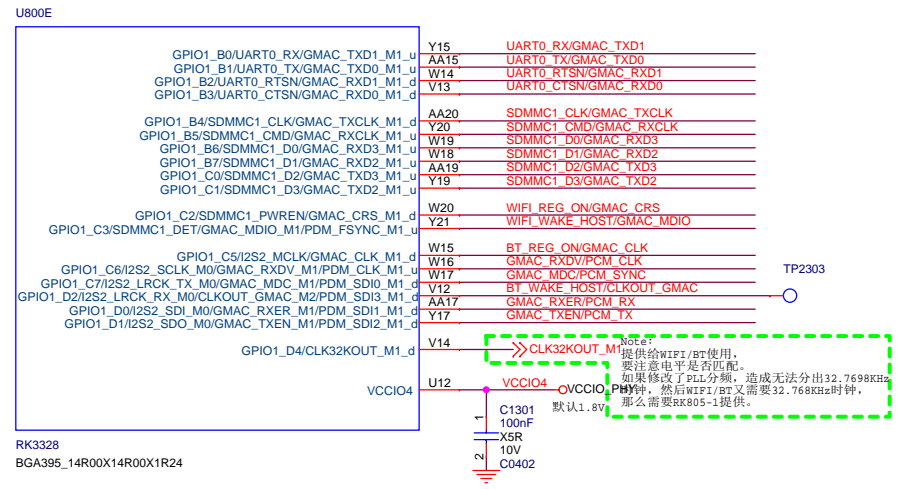 U800E
GPIO1_B0/UART0_RX/GMAC_TXD1_M1_u Y15 UART0_RX/GMAC_TXD1
GPIO1_B1/UART0_TX/GMAC_TXD0_M1_u AA15 UART0_TX/GMAC_TXD0
GPIO1_B2/UART0_RTSN/GMAC_RXD1_M1_d W14 UART0_RTSN/GMAC_RXD1
GPIO1_B3/UART0_CTSN/GMAC_RXD0_M1_d V13 UART0_CTSN/GMAC_RXD0
GPIO1_B4/SDMMC1_CLK/GMAC_TXCLK_M1_d AA20 SDMMC1_CLK/GMAC_TXCLK
GPIO1_B5/SDMMC1_CMD/GMAC_RXCLK_M1_u Y20 SDMMC1_CMD/GMAC_RXCLK
GPIO1_B6/SDMMC1_D0/GMAC_RXD3_M1_u W19 SDMMC1_D0/GMAC_RXD3
GPIO1_B7/SDMMC1_D1/GMAC_RXD2_M1_u W18 SDMMC1_D1/GMAC_RXD2
GPIO1_C0/SDMMC1_D2/GMAC_TXD3_M1_u AA19 SDMMC1_D2/GMAC_TXD3
GPIO1_C1/SDMMC1_D3/GMAC_TXD2_M1_u Y19 SDMMC1_D3/GMAC_TXD2
GPIO1_C2/SDMMC1_PWREN/GMAC_CRS_M1_d W20 WIFI_REG_ON/GMAC_CRS
GPIO1_C3/SDMMC1_DET/GMAC_MDIO_M1/PDM_FSYNC_M1_u Y21 WIFI_WAKE_HOST/GMAC_MDIO
GPIO1_C5/I2S2_MCLK/GMAC_CLK_M1_d W15 BT_REG_ON/GMAC_CLK
GPIO1_C6/I2S2_SCLK_M0/GMAC_RXDV_M1/PDM_CLK_M1_u W16 GMAC_RXDV/PCM_CLK
GPIO1_C7/I2S2_LRCK_TX_M0/GMAC_MDC_M1/PDM_SDI0_M1_d W17 GMAC_MDC/PCM_SYNC
TP2303
GPIO1_D2/I2S2_LRCK_RX_M0/CLKOUT_GMAC_M2/PDM_SDI3_M1_d V12 BT_WAKE_HOST/CLKOUT_GMAC
GPIO1_D0/I2S2_SDI_M0/GMAC_RXER_M1/PDM_SDI1_M1_d AA17 GMAC_RXER/PCM_RX
GPIO1_D1/I2S2_SDO_M0/GMAC_TXEN_M1/PDM_SDI2_M1_d Y17 GMAC_TXEN/PCM_TX
GPIO1_D4/CLK32KOUT_M1_d V14 CLK32KOUT_M1
Note:
提供给WIFI/BT使用，
要注意电平是否匹配。
如果修改了PLL分频，造成无法分出32.7698KHz
时钟，然后WIFI/BT又需要32.768KHz时钟，
那么需要RK805-1提供。
VCCIO4 U12 VCCIO4 VCCIO_PHY
默认1.8V
1
C1301
100nF
X5R
10V
2
C0402
RK3328
BGA395_14R00X14R00X1R24